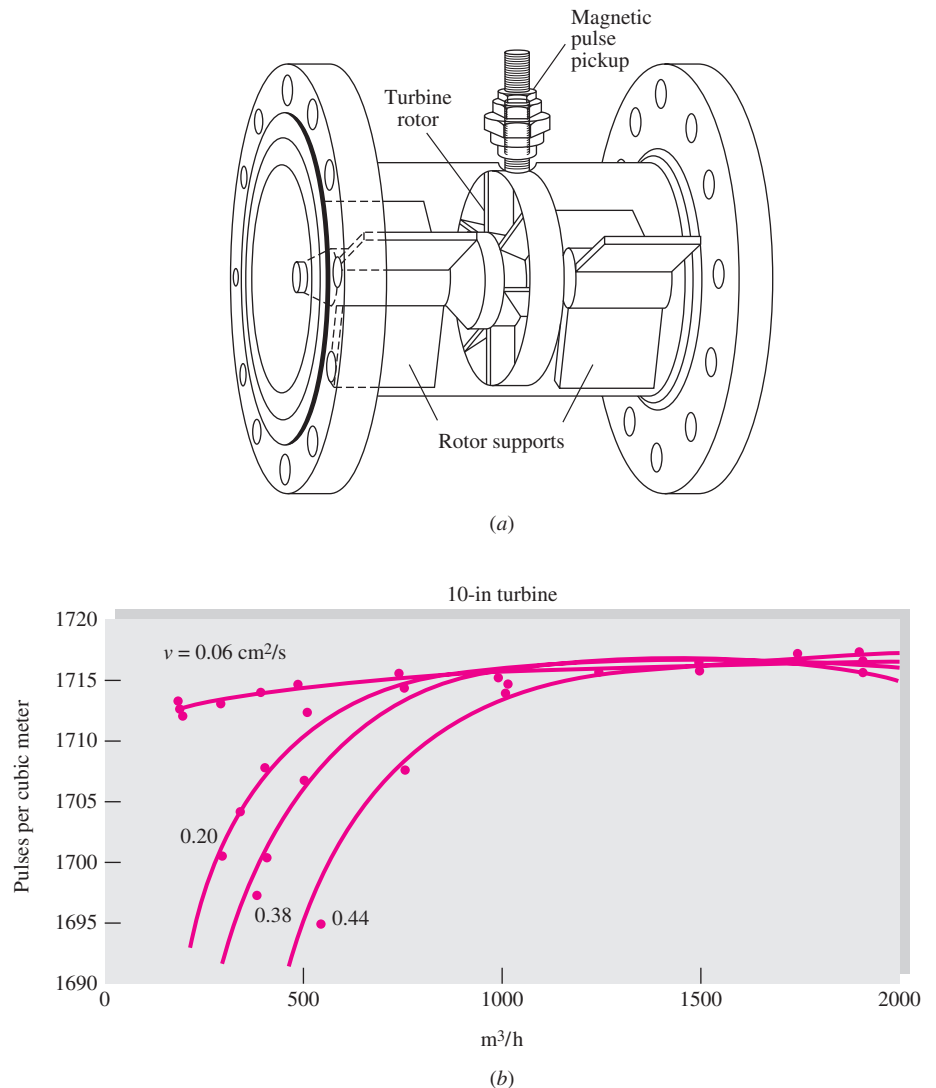 Magnetic
pulse
pickup
Turbine
rotor
Rotor supports
(a)
10-in turbine
1720
1715
1710
1705
1700
1695
1690
Pulses per cubic meter
v = 0.06 cm²/s
0.20
0.38
0.44
0
500
1000
1500
2000
m³/h
(b)